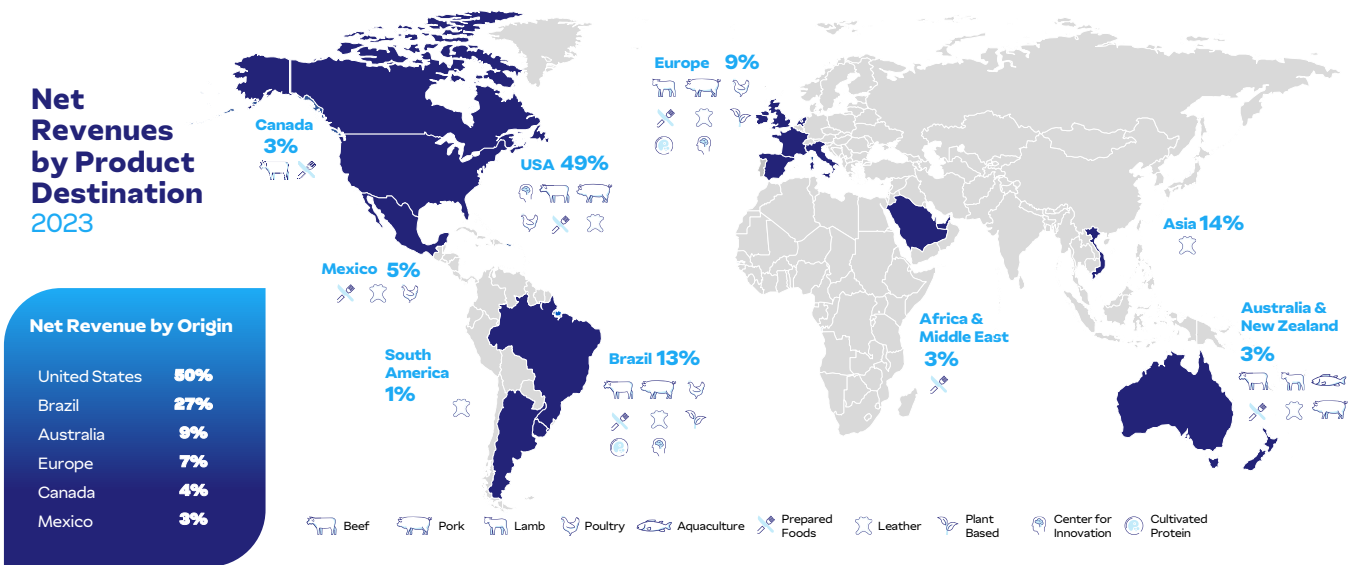 Net
Revenues
by Product
Destination
2023
Canada
3%
USA 49%
Mexico 5%
South
America
1%
Brazil 13%
Europe 9%
Africa &
Middle East
3%
Asia 14%
Australia &
New Zealand
3%
Net Revenue by Origin
United States 50%
Brazil 27%
Australia 9%
Europe 7%
Canada 4%
Mexico 3%
Beef
Pork
Lamb
Poultry
Aquaculture
Prepared
Foods
Leather
Plant
Based
Center for
Innovation
Cultivated
Protein